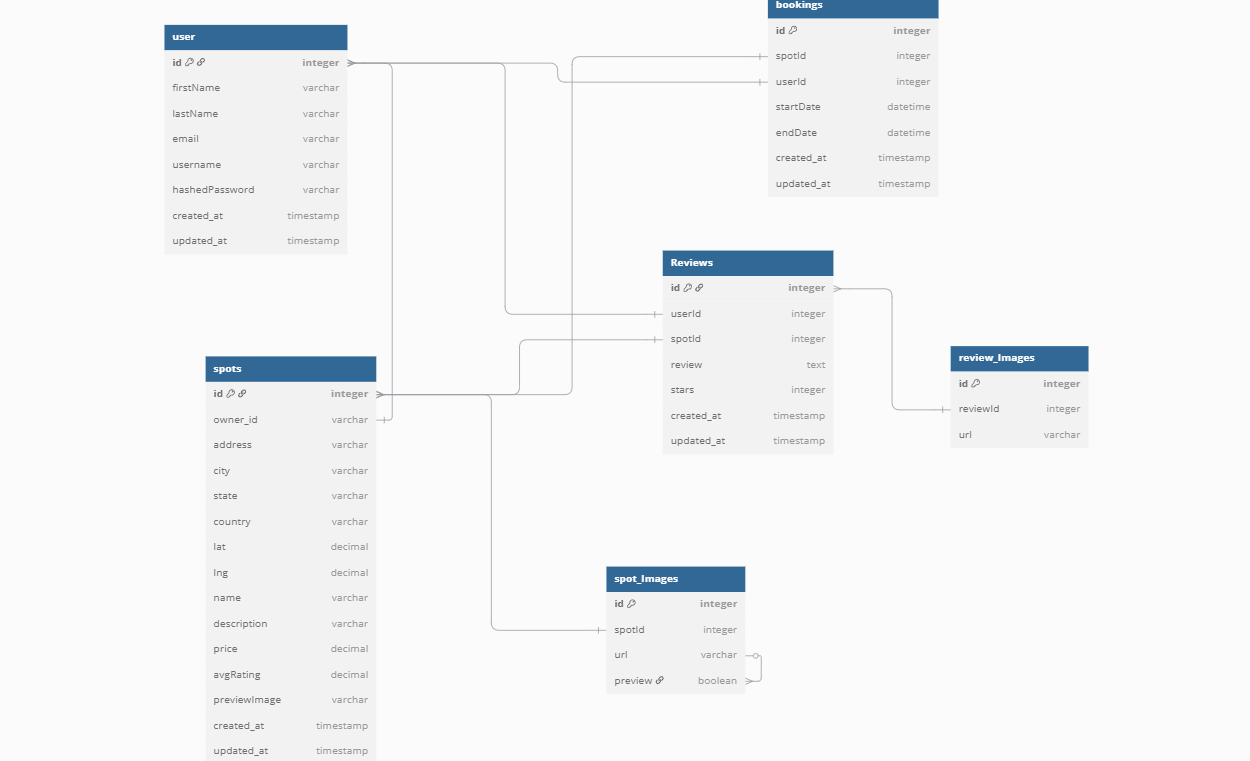 user
id integer
firstName varchar
lastName varchar
email varchar
username varchar
hashedPassword varchar
created_at timestamp
updated_at timestamp
bookings
id integer
spotId integer
userId integer
startDate datetime
endDate datetime
created_at timestamp
updated_at timestamp
Reviews
id integer
userId integer
spotId integer
review text
stars integer
created_at timestamp
updated_at timestamp
review_Images
id integer
reviewId integer
url varchar
spots
id integer
owner_id varchar
address varchar
city varchar
state varchar
country varchar
lat decimal
lng decimal
name varchar
description varchar
price decimal
avgRating decimal
previewImage varchar
created_at timestamp
updated_at timestamp
spot_Images
id integer
spotId integer
url varchar
preview boolean